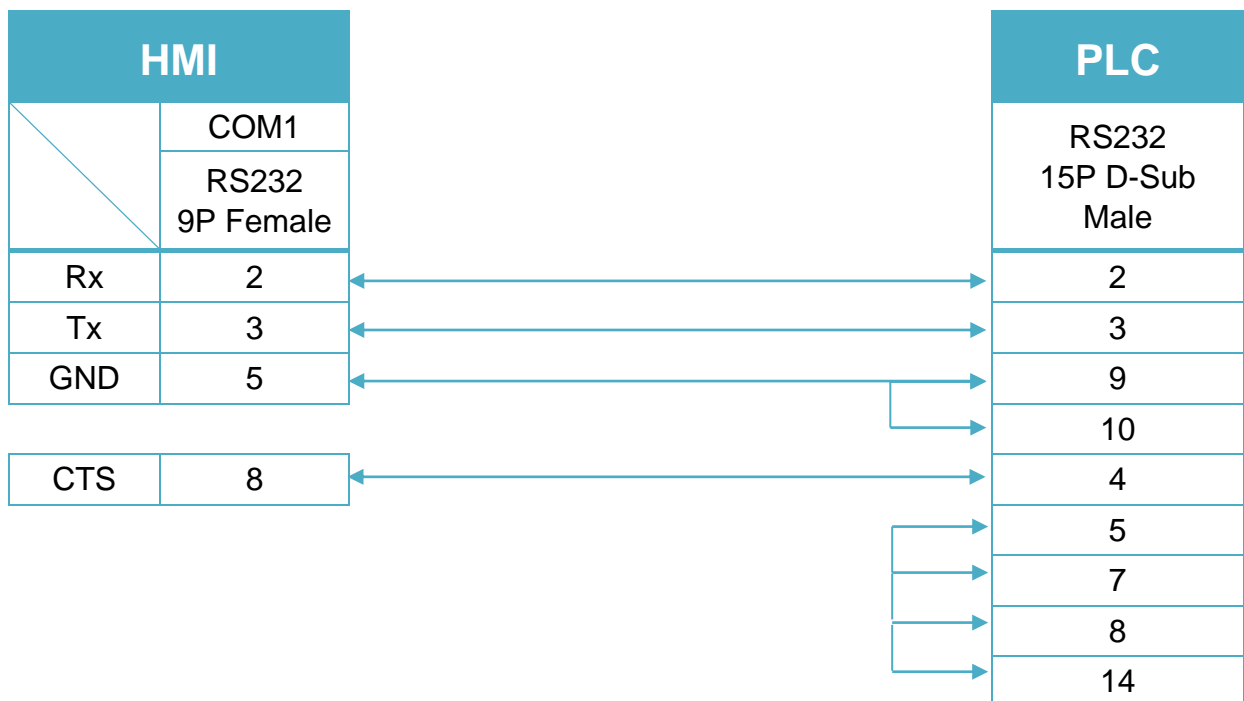 HMI
PLC
COM1
RS232
9P Female
RS232
15P D-Sub
Male
Rx 2 2
Tx 3 3
GND 5 9
10
CTS 8 4
5
7
8
14